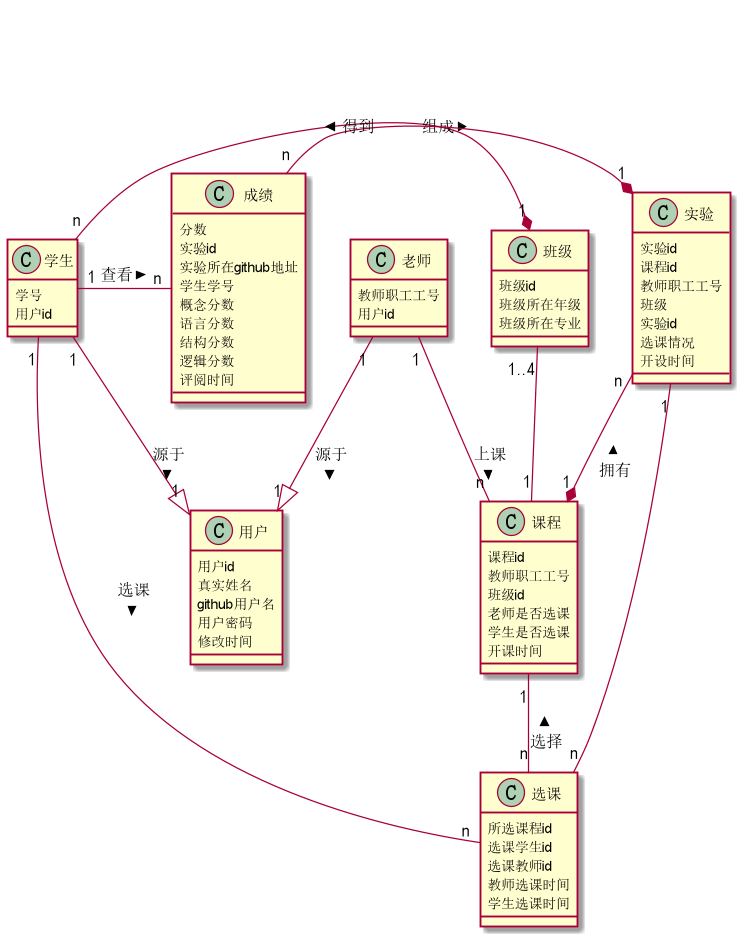 得到
组成
n
1
n
1
C 成绩
分数
实验id
实验所在github地址
学生学号
概念分数
语言分数
结构分数
逻辑分数
评阅时间
C 实验
实验id
课程id
教师职工工号
班级
实验id
选课情况
开设时间
C 学生
学号
用户id
1 查看 n
C 老师
教师职工工号
用户id
C 班级
班级id
班级所在年级
班级所在专业
1
1
1
1
1..4
n
1
源于
源于
上课
拥有
1
1
n
1
1
C 用户
用户id
真实姓名
github用户名
用户密码
修改时间
C 课程
课程id
教师职工工号
班级id
老师是否选课
学生是否选课
开课时间
选课
1
选择
n
n
n
C 选课
所选课程id
选课学生id
选课教师id
教师选课时间
学生选课时间